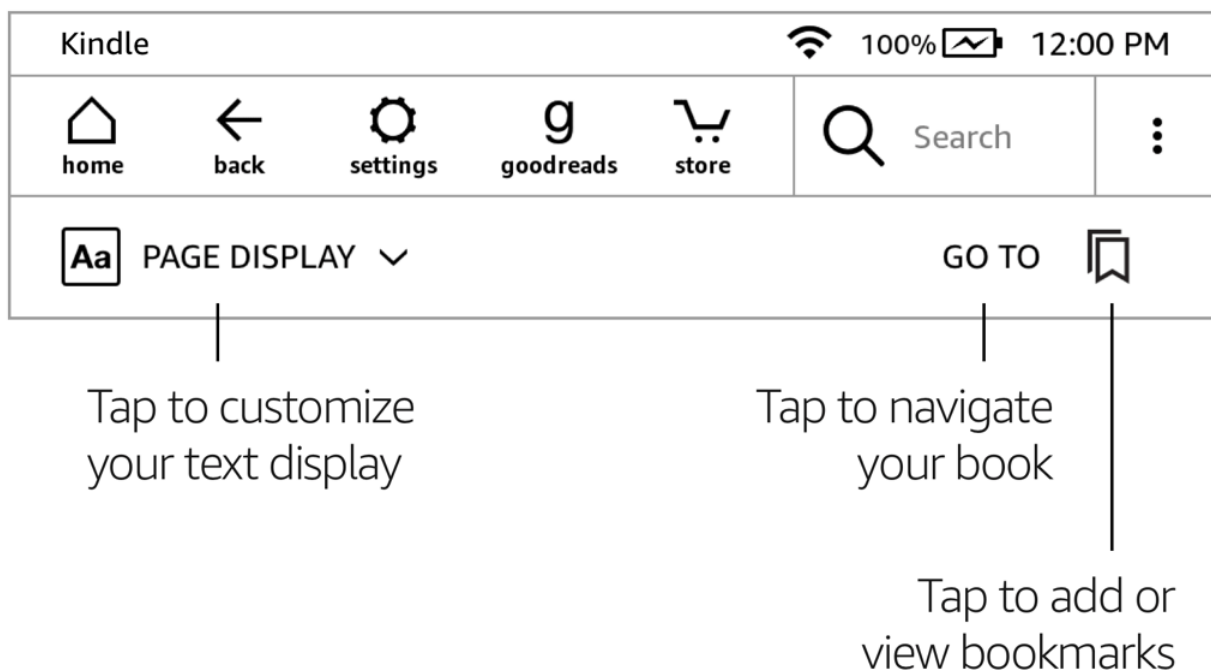 Kindle 100% 12:00 PM
home back settings goodreads store Search
Aa PAGE DISPLAY GO TO
Tap to customize
your text display
Tap to navigate
your book
Tap to add or
view bookmarks